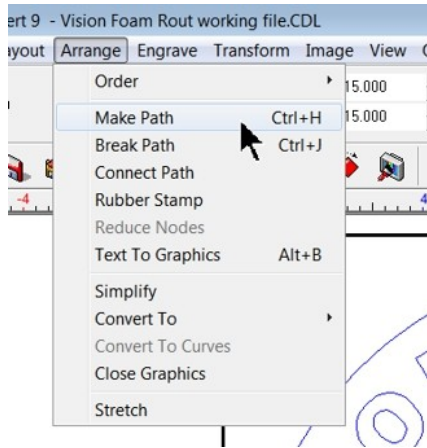 ert 9 - Vision Foam Rout working file.CDL
ayout Arrange Engrave Transform Image View
Order 15.000
Make Path Ctrl+H 15.000
Break Path Ctrl+J
Connect Path
Rubber Stamp
-4 4
Reduce Nodes
Text To Graphics Alt+B
Simplify
Convert To
Convert To Curves
Close Graphics
Stretch